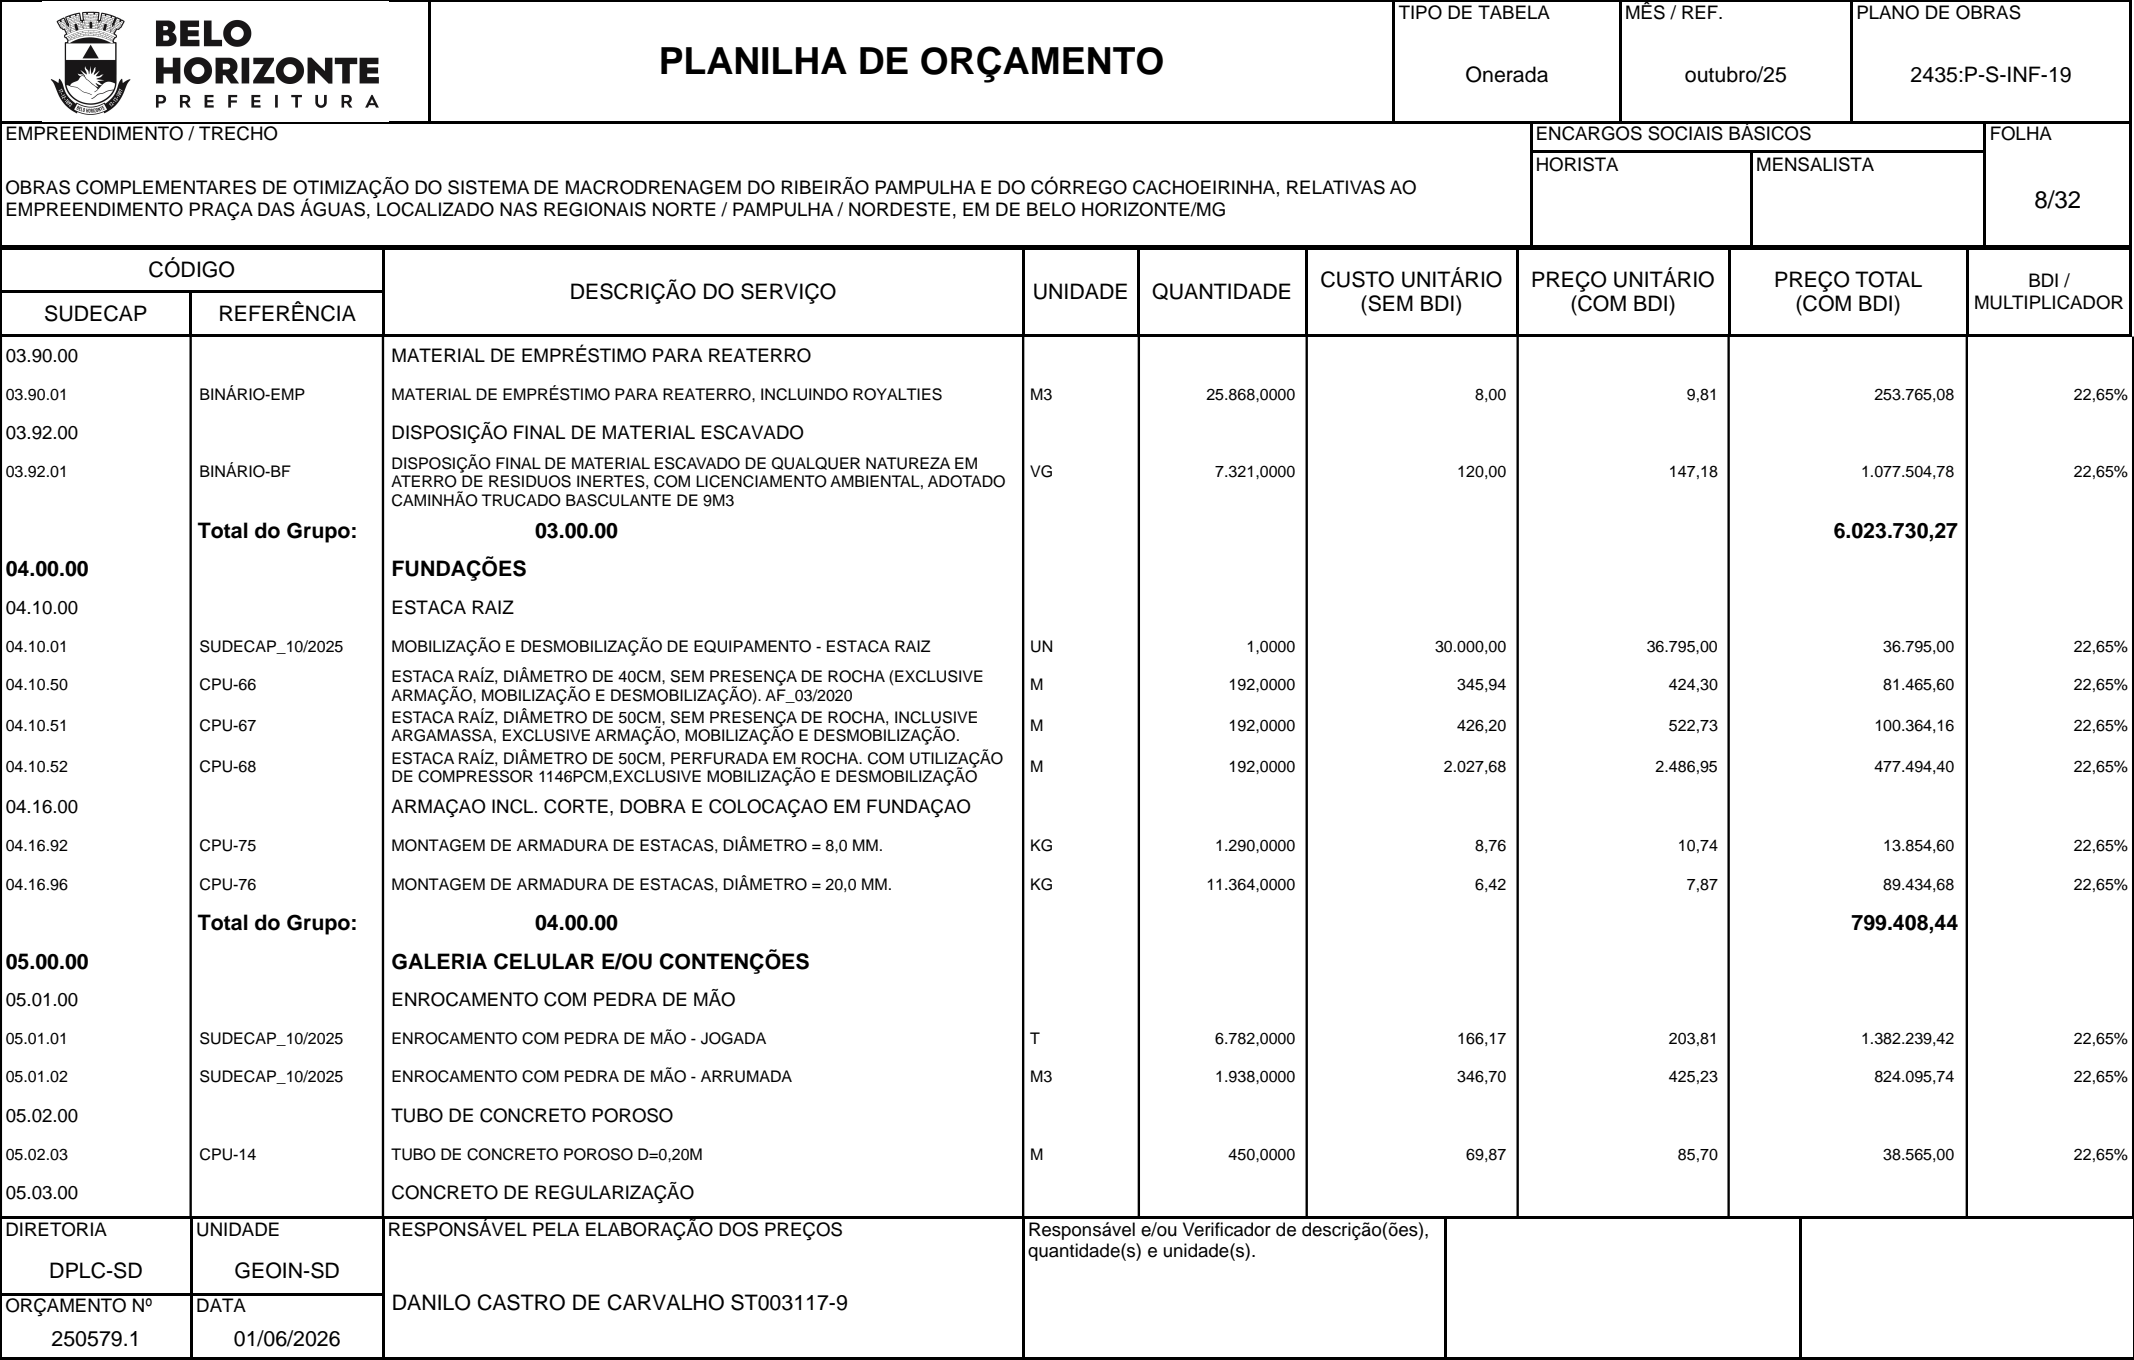 BELO
HORIZONTE
PREFEITURA
PLANILHA DE ORÇAMENTO
TIPO DE TABELA
Onerada
MÊS / REF.
outubro/25
PLANO DE OBRAS
2435:P-S-INF-19
EMPREENDIMENTO / TRECHO
OBRAS COMPLEMENTARES DE OTIMIZAÇÃO DO SISTEMA DE MACRODRENAGEM DO RIBEIRÃO PAMPULHA E DO CÓRREGO CACHOEIRINHA, RELATIVAS AO
EMPREENDIMENTO PRAÇA DAS ÁGUAS, LOCALIZADO NAS REGIONAIS NORTE / PAMPULHA / NORDESTE, EM DE BELO HORIZONTE/MG
ENCARGOS SOCIAIS BÁSICOS
HORISTA
MENSALISTA
FOLHA
8/32
CÓDIGO
SUDECAP
REFERÊNCIA
DESCRIÇÃO DO SERVIÇO
UNIDADE
QUANTIDADE
CUSTO UNITÁRIO
(SEM BDI)
PREÇO UNITÁRIO
(COM BDI)
PREÇO TOTAL
(COM BDI)
BDI /
MULTIPLICADOR
03.90.00 MATERIAL DE EMPRÉSTIMO PARA REATERRO
03.90.01 BINÁRIO-EMP MATERIAL DE EMPRÉSTIMO PARA REATERRO, INCLUINDO ROYALTIES M3 25.868,0000 8,00 9,81 253.765,08 22,65%
03.92.00 DISPOSIÇÃO FINAL DE MATERIAL ESCAVADO
03.92.01 BINÁRIO-BF DISPOSIÇÃO FINAL DE MATERIAL ESCAVADO DE QUALQUER NATUREZA EM
ATERRO DE RESIDUOS INERTES, COM LICENCIAMENTO AMBIENTAL, ADOTADO
CAMINHÃO TRUCADO BASCULANTE DE 9M3 VG 7.321,0000 120,00 147,18 1.077.504,78 22,65%
Total do Grupo: 03.00.00 6.023.730,27
04.00.00 FUNDAÇÕES
04.10.00 ESTACA RAIZ
04.10.01 SUDECAP_10/2025 MOBILIZAÇÃO E DESMOBILIZAÇÃO DE EQUIPAMENTO - ESTACA RAIZ UN 1,0000 30.000,00 36.795,00 36.795,00 22,65%
04.10.50 CPU-66 ESTACA RAÍZ, DIÂMETRO DE 40CM, SEM PRESENÇA DE ROCHA (EXCLUSIVE
ARMAÇÃO, MOBILIZAÇÃO E DESMOBILIZAÇÃO). AF_03/2020 M 192,0000 345,94 424,30 81.465,60 22,65%
04.10.51 CPU-67 ESTACA RAÍZ, DIÂMETRO DE 50CM, SEM PRESENÇA DE ROCHA, INCLUSIVE
ARGAMASSA, EXCLUSIVE ARMAÇÃO, MOBILIZAÇÃO E DESMOBILIZAÇÃO. M 192,0000 426,20 522,73 100.364,16 22,65%
04.10.52 CPU-68 ESTACA RAÍZ, DIÂMETRO DE 50CM, PERFURADA EM ROCHA. COM UTILIZAÇÃO
DE COMPRESSOR 1146PCM,EXCLUSIVE MOBILIZAÇÃO E DESMOBILIZAÇÃO M 192,0000 2.027,68 2.486,95 477.494,40 22,65%
04.16.00 ARMAÇAO INCL. CORTE, DOBRA E COLOCAÇAO EM FUNDAÇAO
04.16.92 CPU-75 MONTAGEM DE ARMADURA DE ESTACAS, DIÂMETRO = 8,0 MM. KG 1.290,0000 8,76 10,74 13.854,60 22,65%
04.16.96 CPU-76 MONTAGEM DE ARMADURA DE ESTACAS, DIÂMETRO = 20,0 MM. KG 11.364,0000 6,42 7,87 89.434,68 22,65%
Total do Grupo: 04.00.00 799.408,44
05.00.00 GALERIA CELULAR E/OU CONTENÇÕES
05.01.00 ENROCAMENTO COM PEDRA DE MÃO
05.01.01 SUDECAP_10/2025 ENROCAMENTO COM PEDRA DE MÃO - JOGADA T 6.782,0000 166,17 203,81 1.382.239,42 22,65%
05.01.02 SUDECAP_10/2025 ENROCAMENTO COM PEDRA DE MÃO - ARRUMADA M3 1.938,0000 346,70 425,23 824.095,74 22,65%
05.02.00 TUBO DE CONCRETO POROSO
05.02.03 CPU-14 TUBO DE CONCRETO POROSO D=0,20M M 450,0000 69,87 85,70 38.565,00 22,65%
05.03.00 CONCRETO DE REGULARIZAÇÃO
DIRETORIA
DPLC-SD
UNIDADE
GEOIN-SD
ORÇAMENTO Nº
250579.1
DATA
01/06/2026
RESPONSÁVEL PELA ELABORAÇÃO DOS PREÇOS
DANILO CASTRO DE CARVALHO ST003117-9
Responsável e/ou Verificador de descrição(ões),
quantidade(s) e unidade(s).